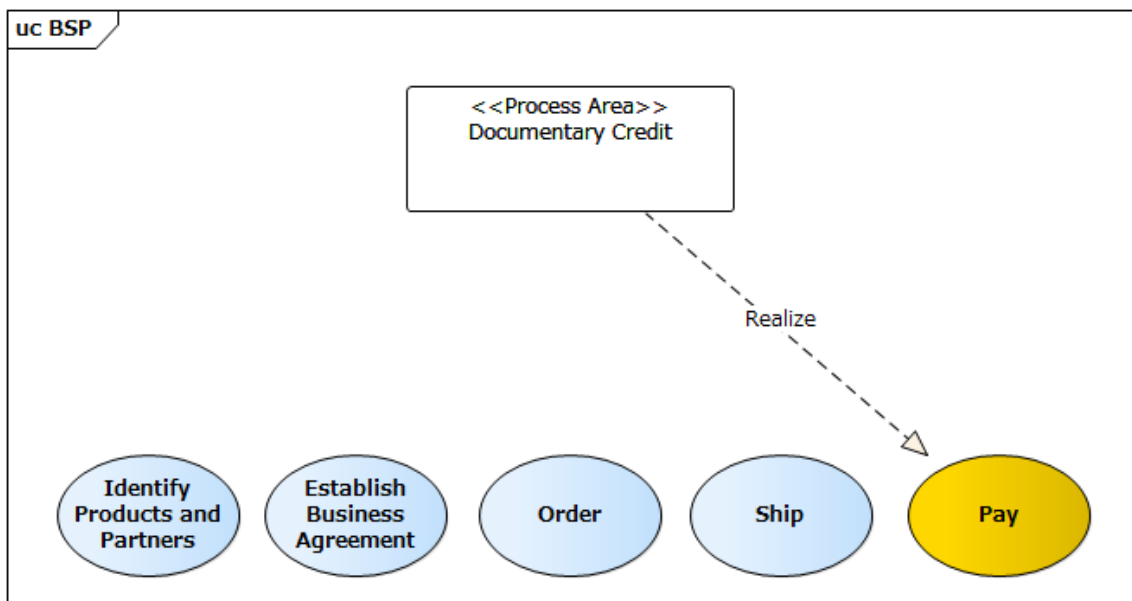 uc BSP
<<Process Area>>
Documentary Credit
Realize
Identify
Products and
Partners
Establish
Business
Agreement
Order
Ship
Pay